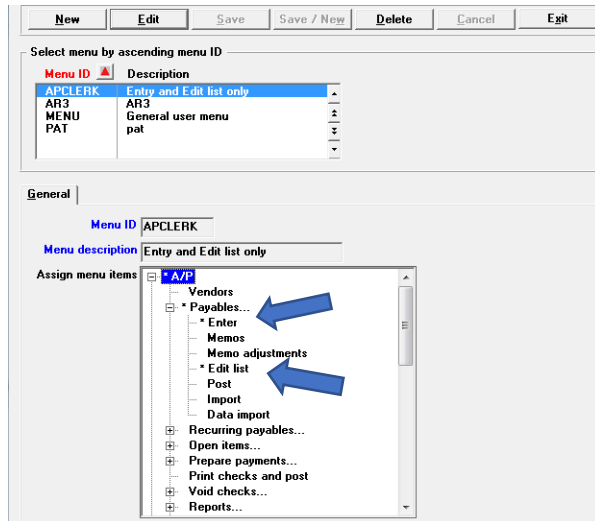 New Edit Save Save / New Delete Cancel Exit
Select menu by ascending menu ID
Menu ID Description
APCLERK Entry and Edit list only
AR3 AR3
MENU General user menu
PAT pat
General
Menu ID APCLERK
Menu description Entry and Edit list only
Assign menu items * A/P
Vendors
* Payables...
* Enter
Memos
Memo adjustments
* Edit list
Post
Import
Data import
Recurring payables...
Open items...
Prepare payments...
Print checks and post
Void checks...
Reports...